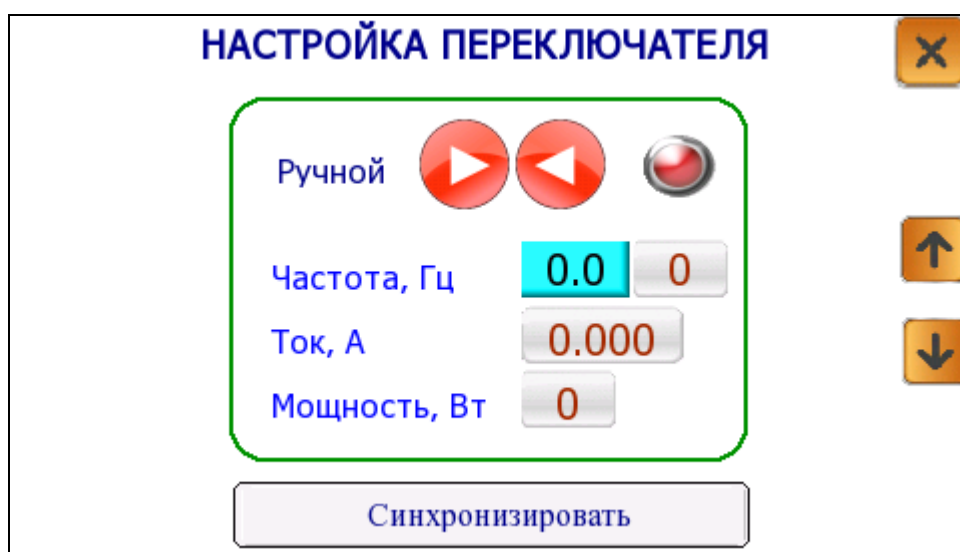 НАСТРОЙКА ПЕРЕКЛЮЧАТЕЛЯ
Ручной
Частота, Гц 0.0 0
Ток, А 0.000
Мощность, Вт 0
Синхронизировать